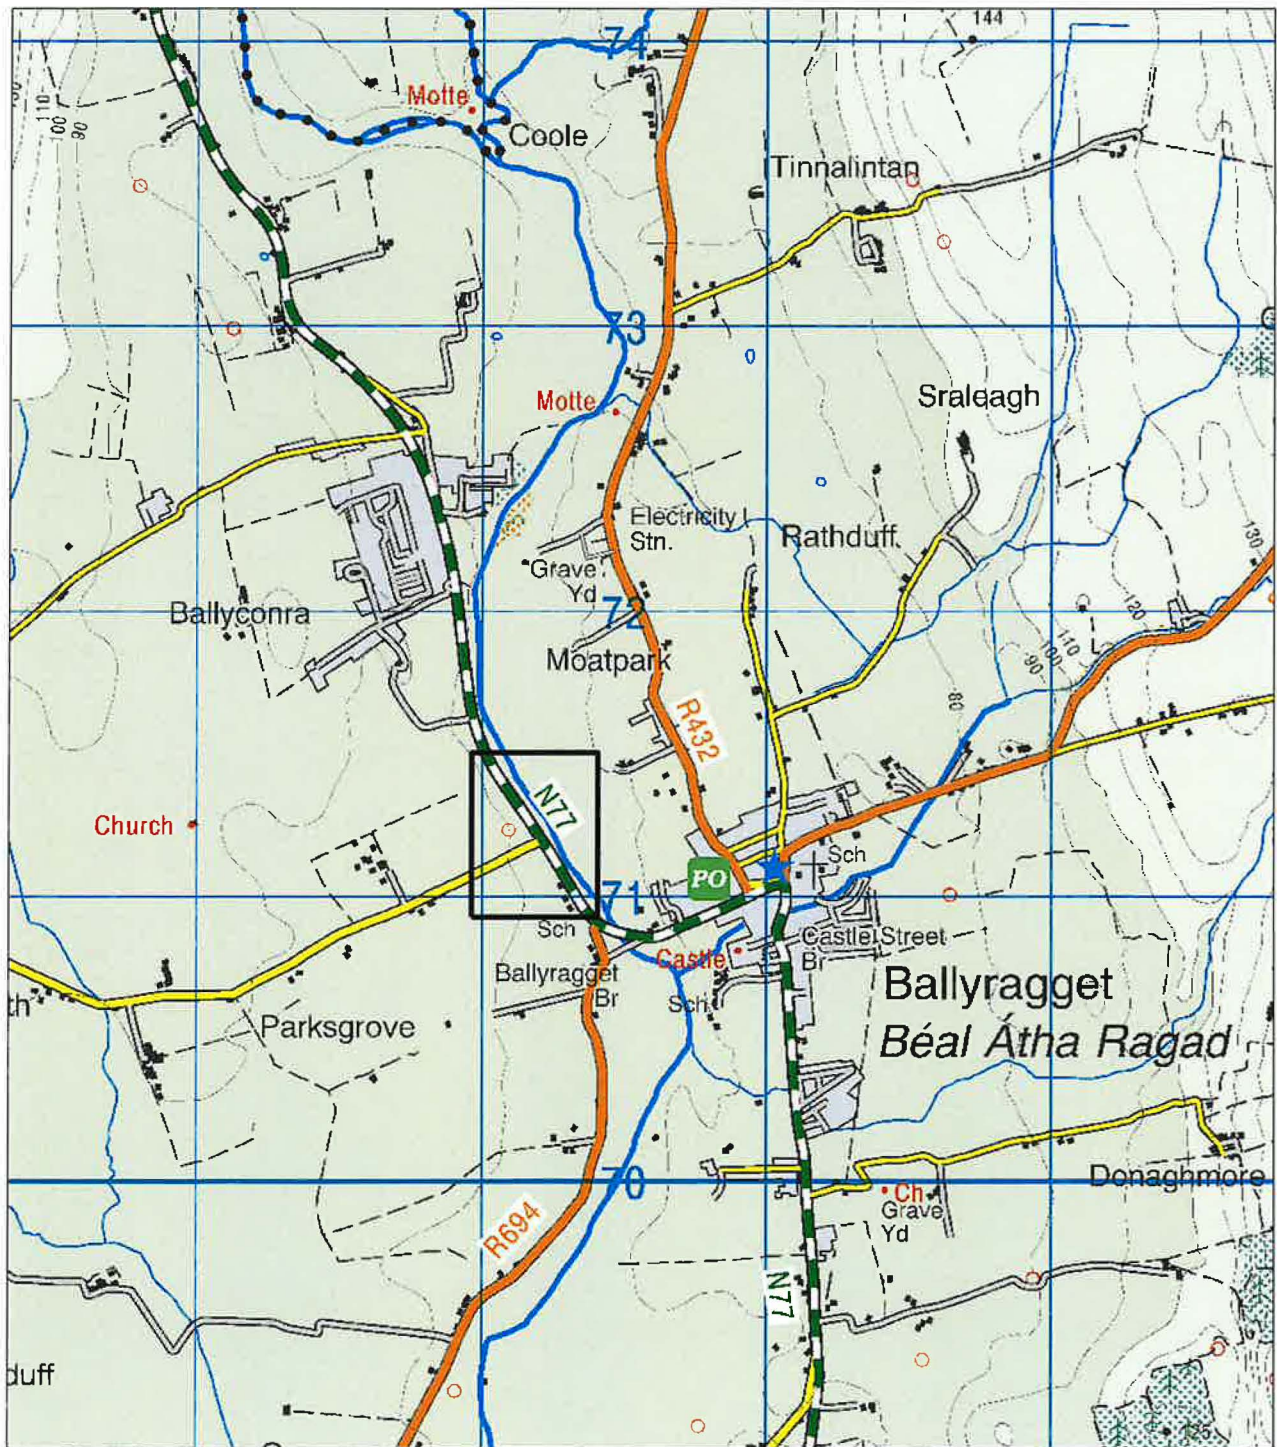 144
74
Motte
110
100
90
Coole
Tinnalintan
73
Motte
Sraleagh
Electricity
Stn.
Rathduff
Grave
Yd
130
72
Ballyconra
120
110
100
90
Moatpark
80
R432
N77
Church
Sch
PO
71
Sch
Castle Street
Br
Castle
Ballyragget
Br
Sch
Ballyragget
Béal Átha Ragad
th
Parksgrove
70
Donaghmore
Ch
Grave
Yd
R694
N77
duff
125